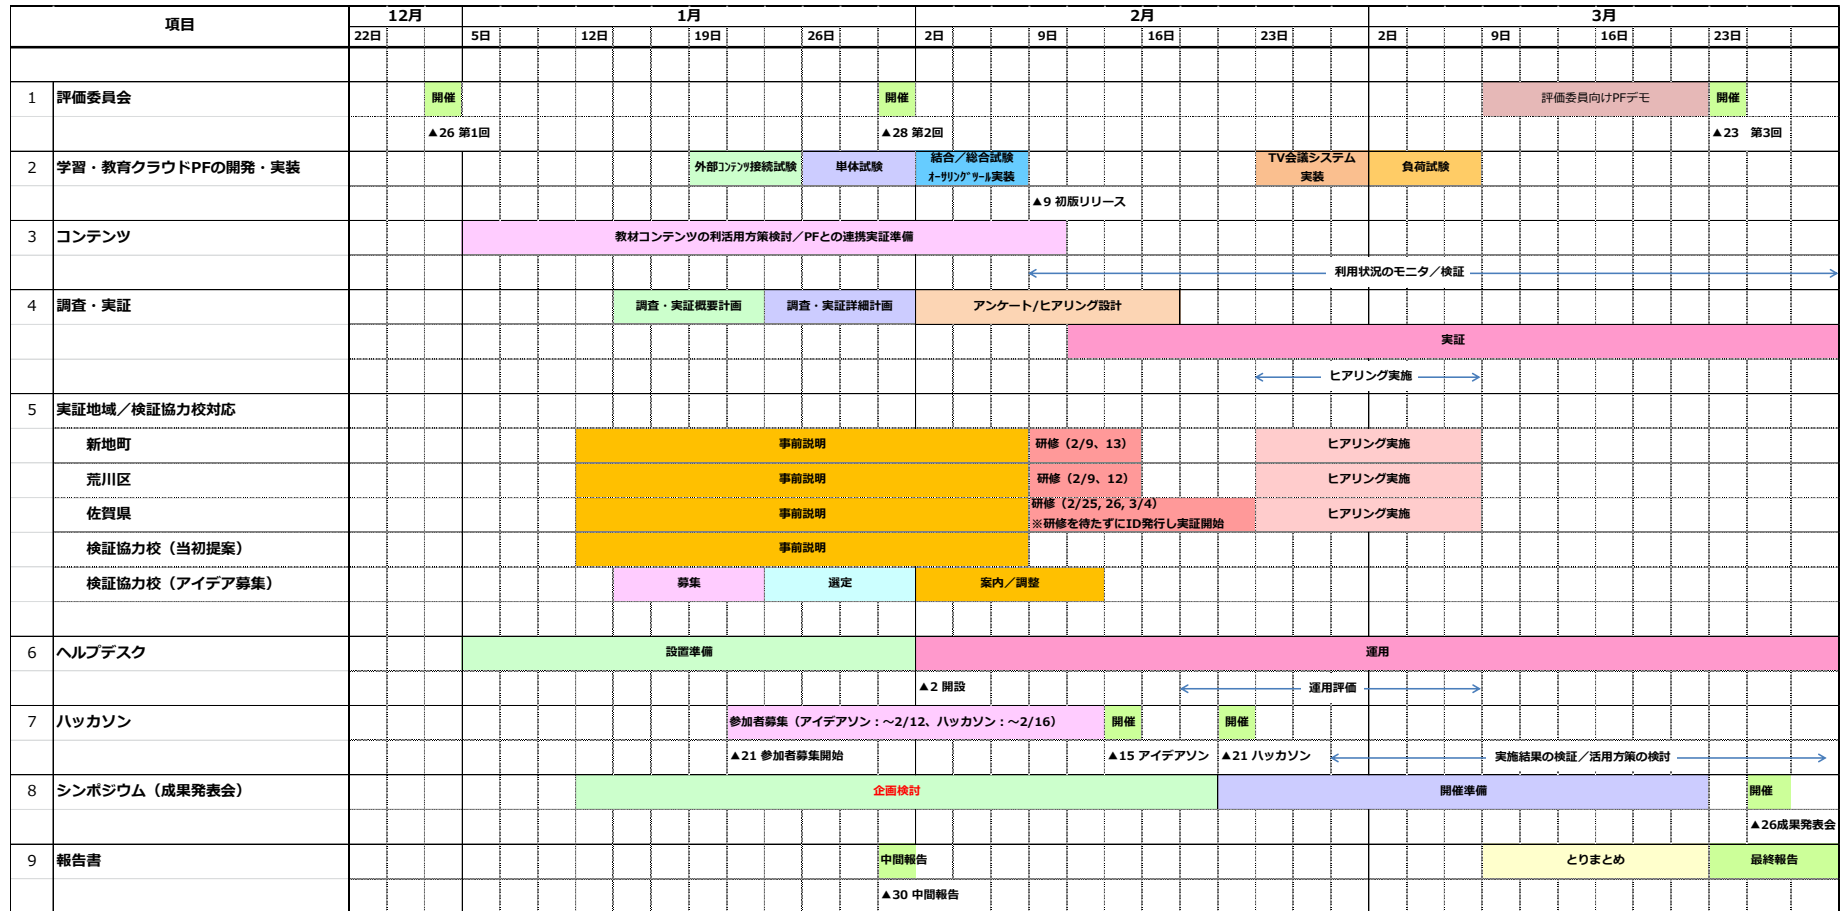 項目
12月
1月
2月
3月
22日
5日
12日
19日
26日
2日
9日
16日
23日
2日
9日
16日
23日
1 評価委員会
開催
開催
評価委員向けPFデモ
開催
▲26 第1回
▲28 第2回
▲23 第3回
2 学習・教育クラウドPFの開発・実装
外部ｺﾝﾃﾝﾂ接続試験
単体試験
結合／総合試験
ｵｰｻﾘﾝｸﾞﾂｰﾙ実装
TV会議システム
実装
負荷試験
▲9 初版リリース
3 コンテンツ
教材コンテンツの利活用方策検討／PFとの連携実証準備
利用状況のモニタ／検証
4 調査・実証
調査・実証概要計画
調査・実証詳細計画
アンケート/ヒアリング設計
実証
ヒアリング実施
5 実証地域／検証協力校対応
新地町
事前説明
研修（2/9、13）
ヒアリング実施
荒川区
事前説明
研修（2/9、12）
ヒアリング実施
佐賀県
事前説明
研修（2/25, 26, 3/4）
※研修を待たずにID発行し実証開始
ヒアリング実施
検証協力校（当初提案）
事前説明
検証協力校（アイデア募集）
募集
選定
案内／調整
6 ヘルプデスク
設置準備
運用
▲2 開設
運用評価
7 ハッカソン
参加者募集（アイデアソン：～2/12、ハッカソン：～2/16）
開催
開催
▲21 参加者募集開始
▲15 アイデアソン
▲21 ハッカソン
実施結果の検証／活用方策の検討
8 シンポジウム（成果発表会）
企画検討
開催準備
開催
▲26成果発表会
9 報告書
中間報告
とりまとめ
最終報告
▲30 中間報告